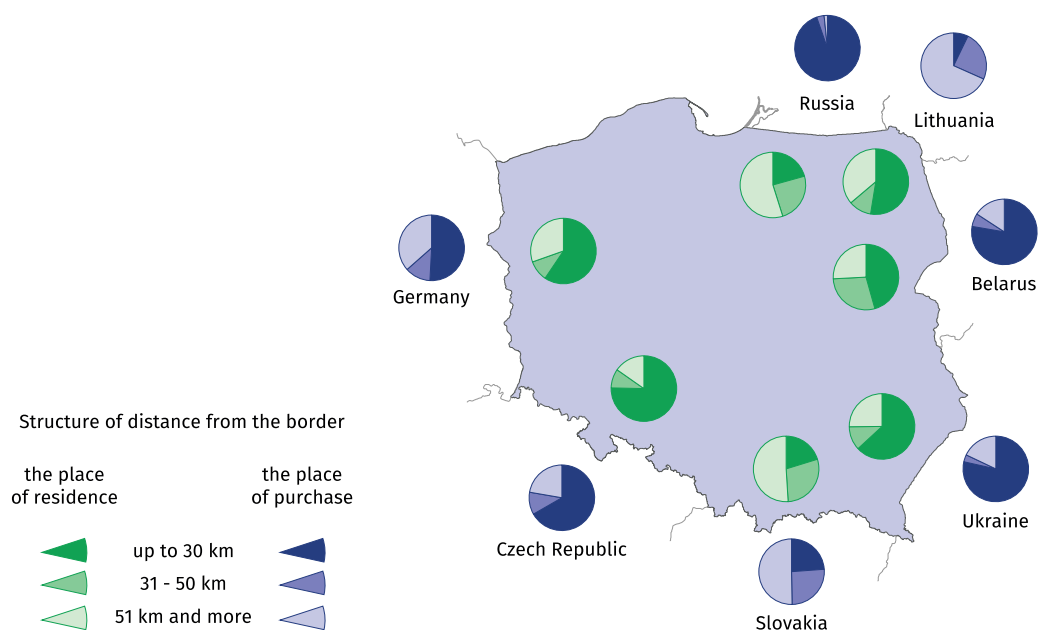 Russia
Lithuania
Germany
Belarus
Structure of distance from the border
the place
of residence
the place
of purchase
Czech Republic
Ukraine
up to 30 km
31 - 50 km
51 km and more
Slovakia